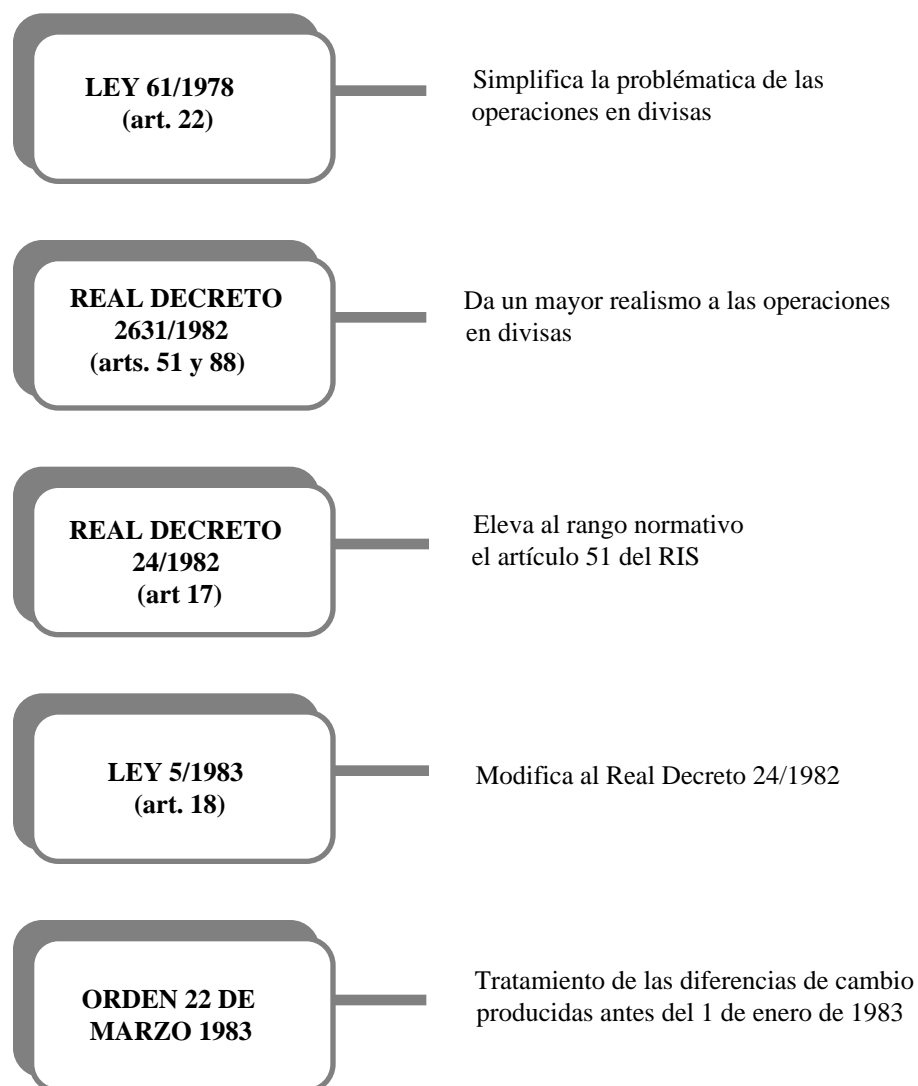 LEY 61/1978
(art. 22)
Simplifica la problématica de las
operaciones en divisas
REAL DECRETO
2631/1982
(arts. 51 y 88)
Da un mayor realismo a las operaciones
en divisas
REAL DECRETO
24/1982
(art 17)
Eleva al rango normativo
el artículo 51 del RIS
LEY 5/1983
(art. 18)
Modifica al Real Decreto 24/1982
ORDEN 22 DE
MARZO 1983
Tratamiento de las diferencias de cambio
producidas antes del 1 de enero de 1983